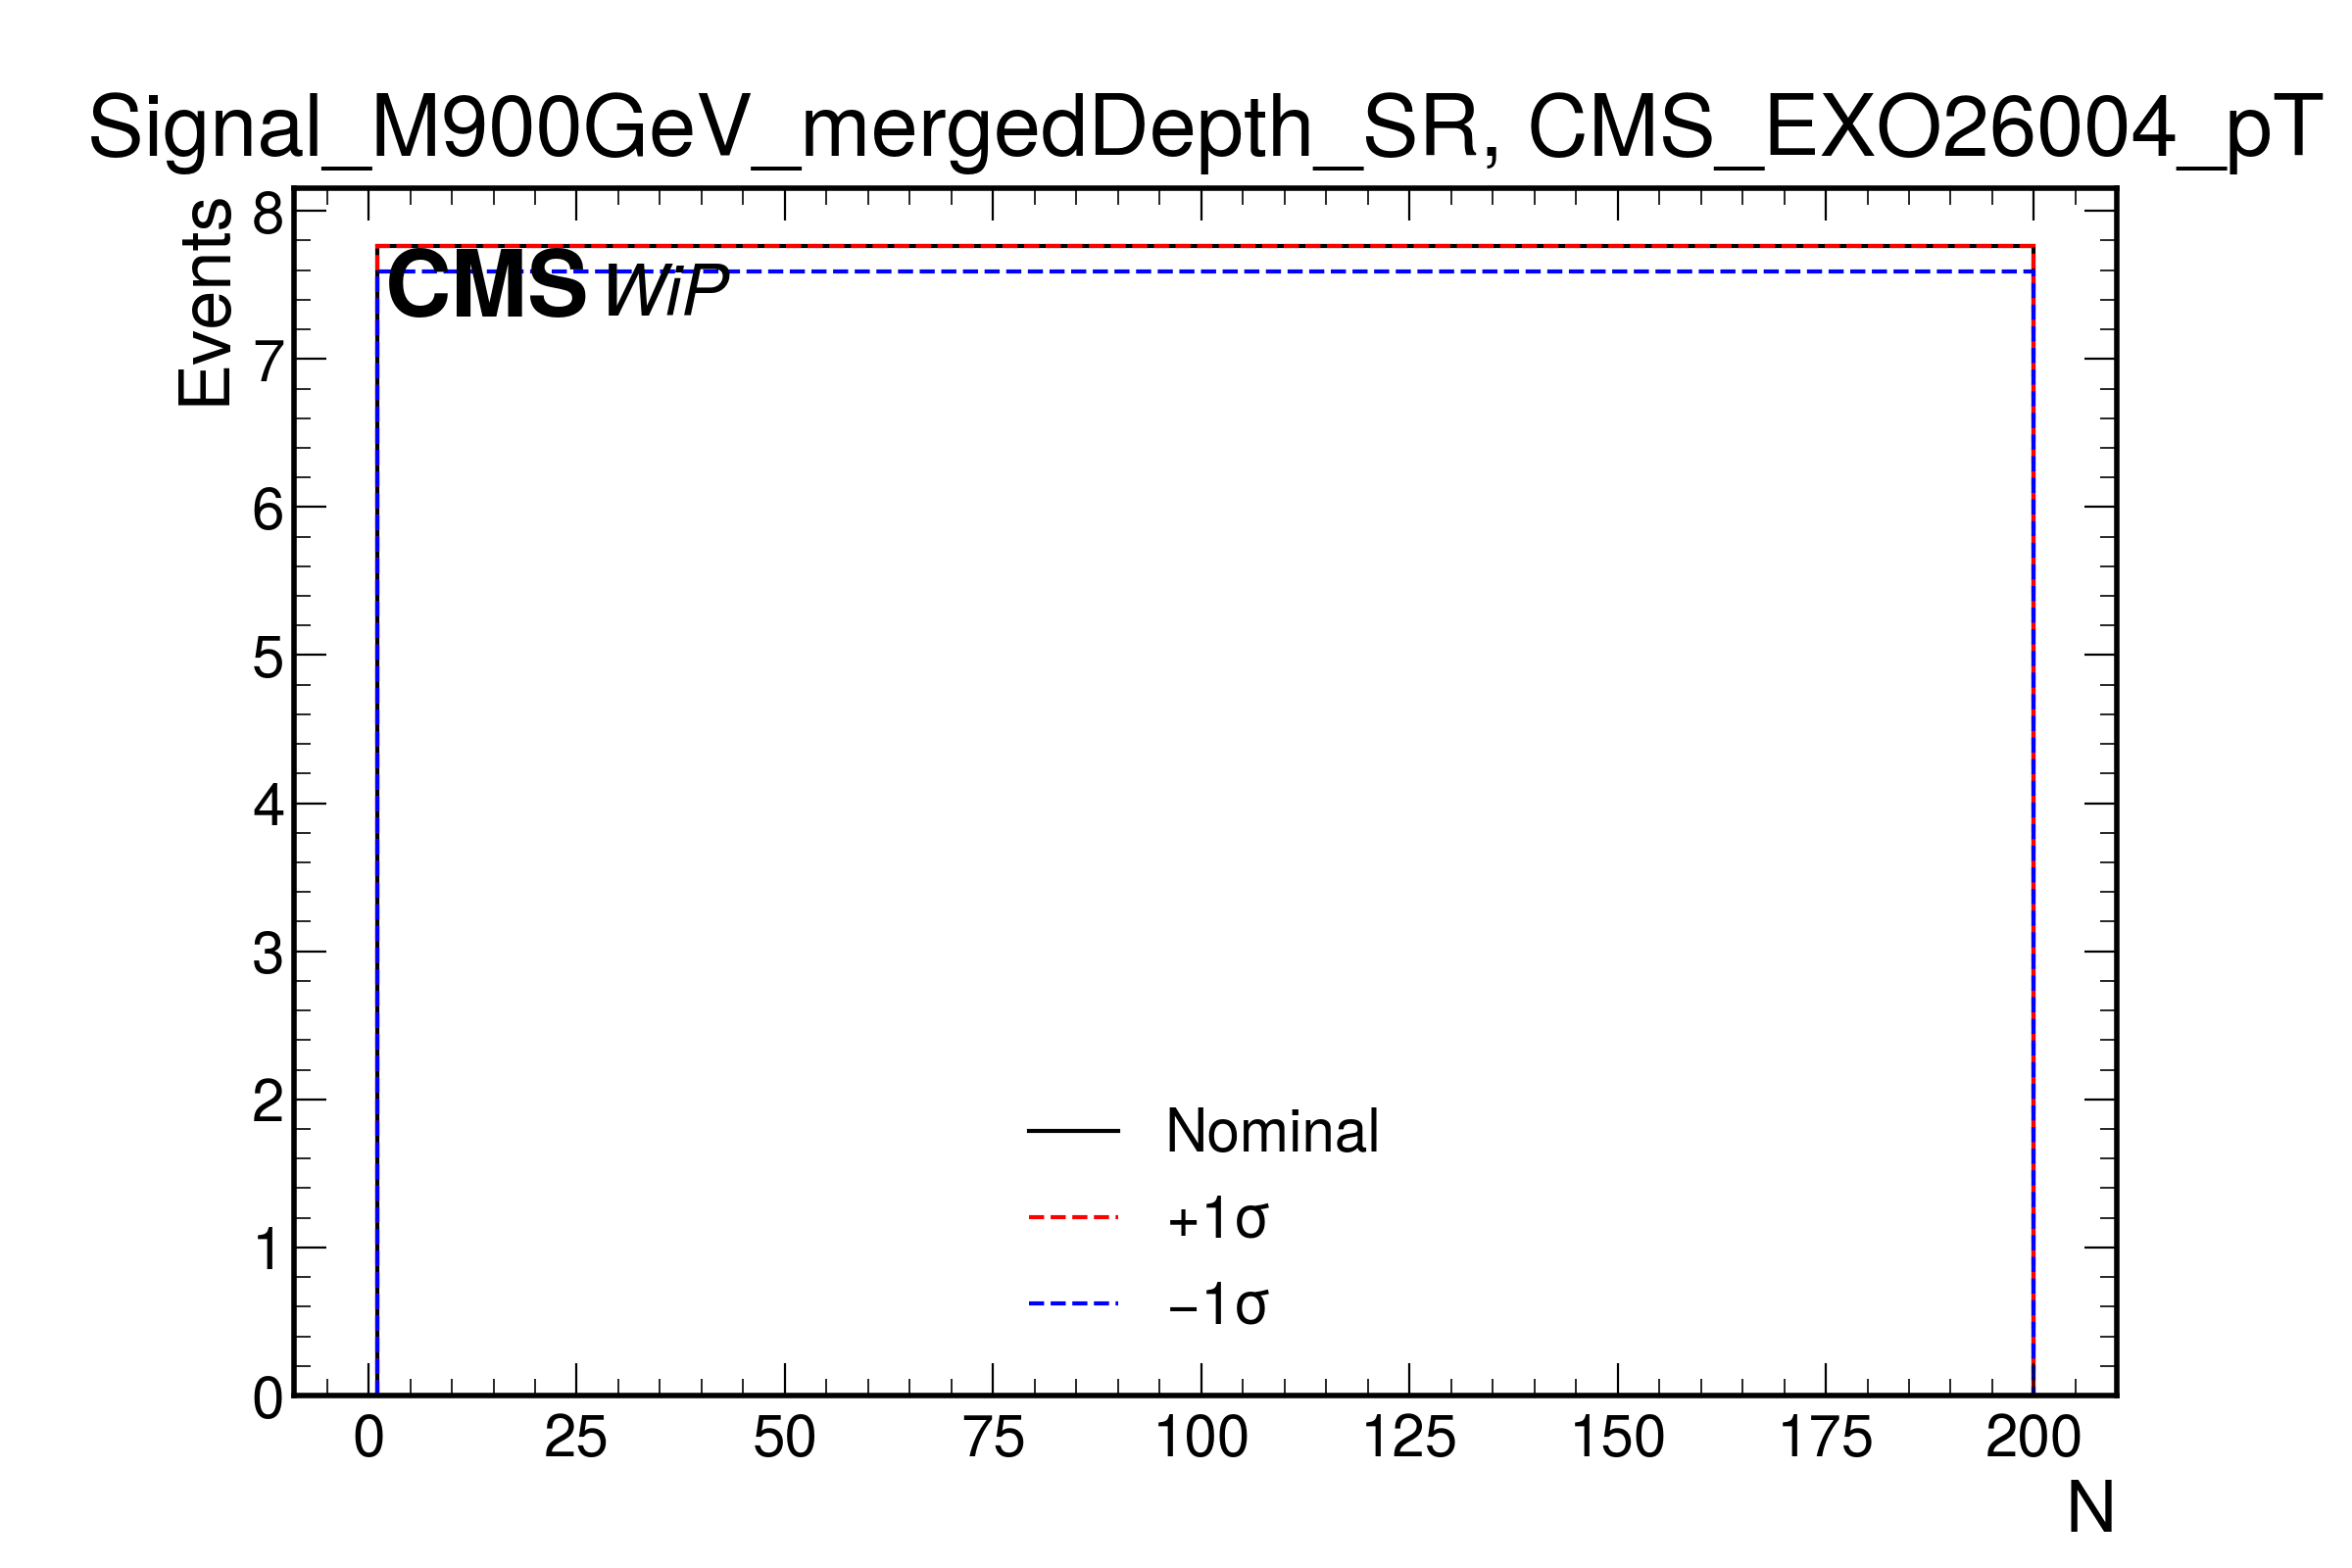 Signal_M900GeV_mergedDepth_SR, CMS_EXO26004_pT
Events
8
CMS WiP
7
6
5
4
3
2
1
0
Nominal
+1σ
−1σ
0 25 50 75 100 125 150 175 200
N